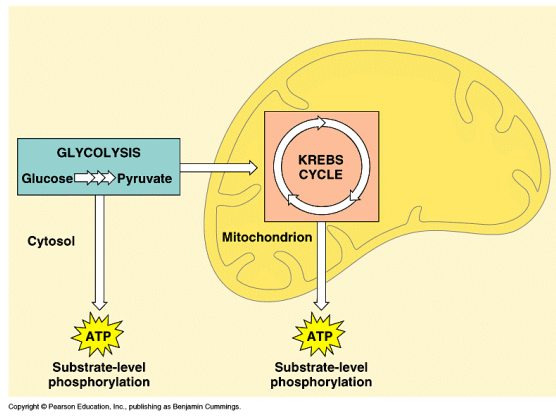 GLYCOLYSIS
Glucose Pyruvate
KREBS
CYCLE
Cytosol
Mitochondrion
ATP
Substrate-level
phosphorylation
ATP
Substrate-level
phosphorylation
Copyright © Pearson Education, Inc., publishing as Benjamin Cummings.